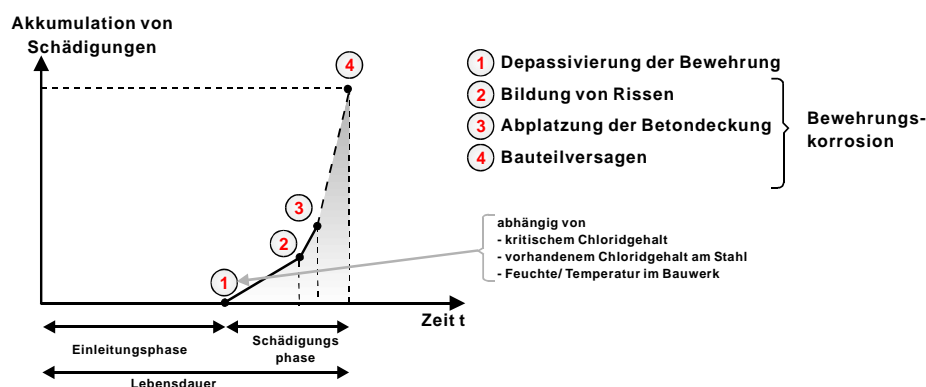 Akkumulation von
Schädigungen
4
3
2
1
Zeit t
Einleitungsphase
Schädigungs
phase
Lebensdauer
1 Depassivierung der Bewehrung
2 Bildung von Rissen
3 Abplatzung der Betondeckung
4 Bauteilversagen
Bewehrungs-
korrosion
abhängig von
- kritischem Chloridgehalt
- vorhandenem Chloridgehalt am Stahl
- Feuchte/ Temperatur im Bauwerk